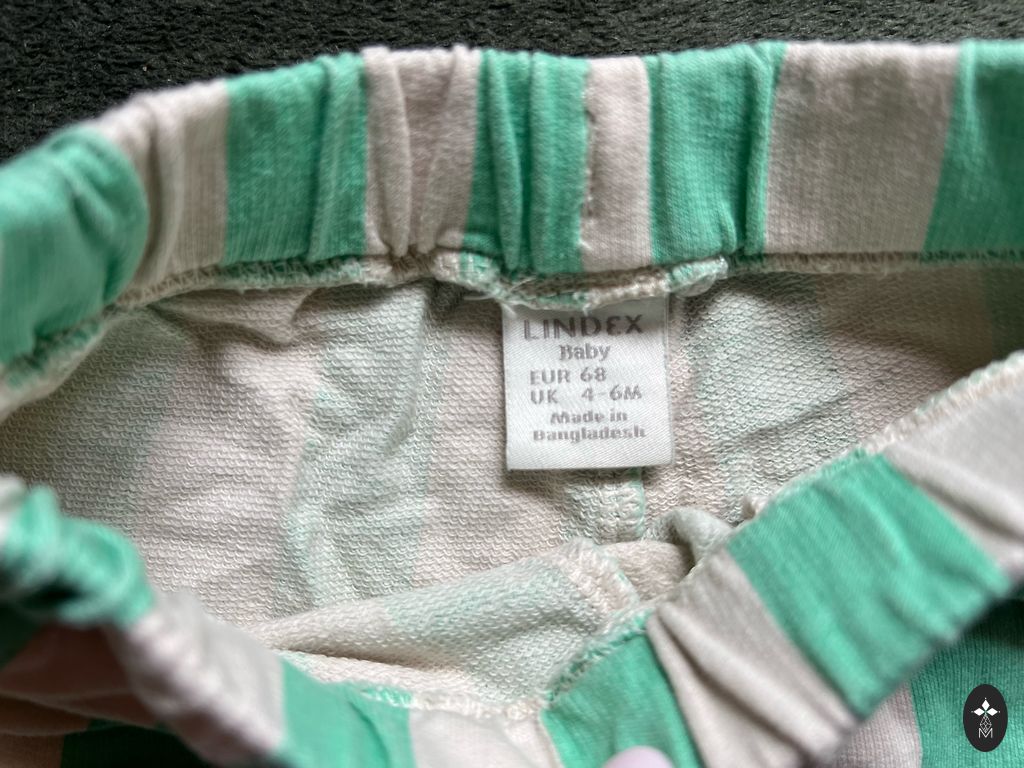 LINDEX
Baby
EUR 68
UK 4-6M
Made in
Bangladesh
M